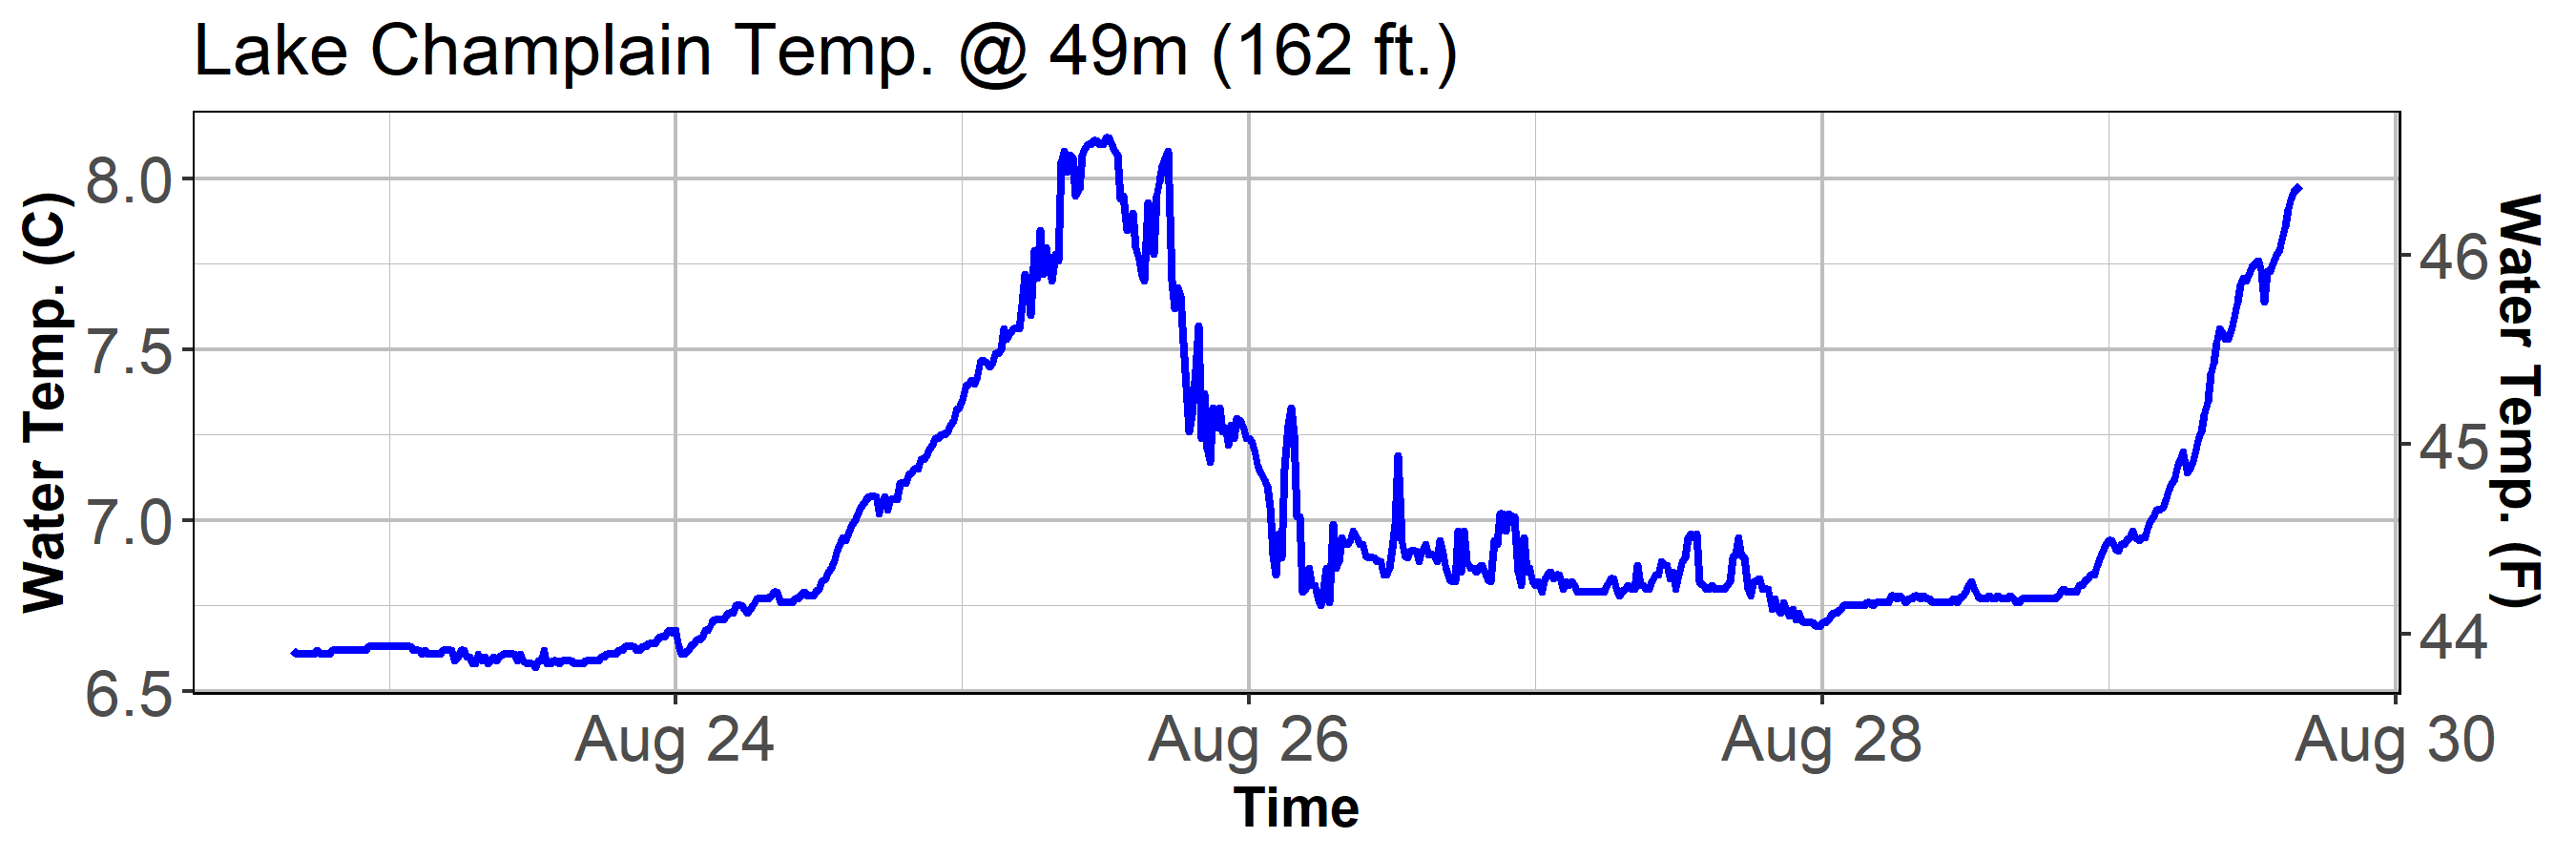 Lake Champlain Temp. @ 49m (162 ft.)
Water Temp. (C)
8.0
7.5
7.0
6.5
46
45
44
Water Temp. (F)
Aug 24 Aug 26 Aug 28 Aug 30
Time